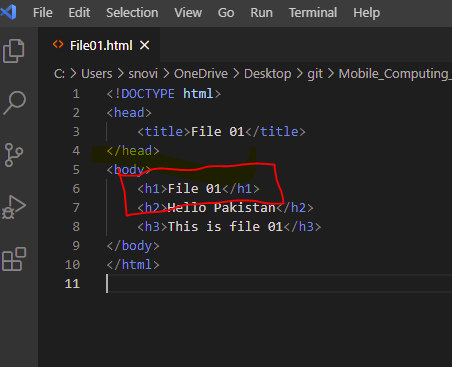 File Edit Selection View Go Run Terminal Help
File01.html
C: > Users > snovi > OneDrive > Desktop > git > Mobile_Computing_
1 <!DOCTYPE html>
2 <head>
3 <title>File 01</title>
4 </head>
5 <body>
6 <h1>File 01</h1>
7 <h2>Hello Pakistan</h2>
8 <h3>This is file 01</h3>
9 </body>
10 </html>
11